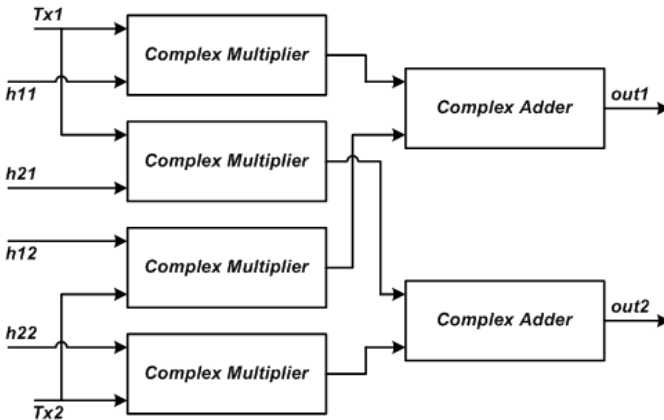 Tx1
Complex Multiplier
h11
Complex Adder
out1
Complex Multiplier
h21
h12
Complex Multiplier
h22
Complex Adder
out2
Complex Multiplier
Tx2